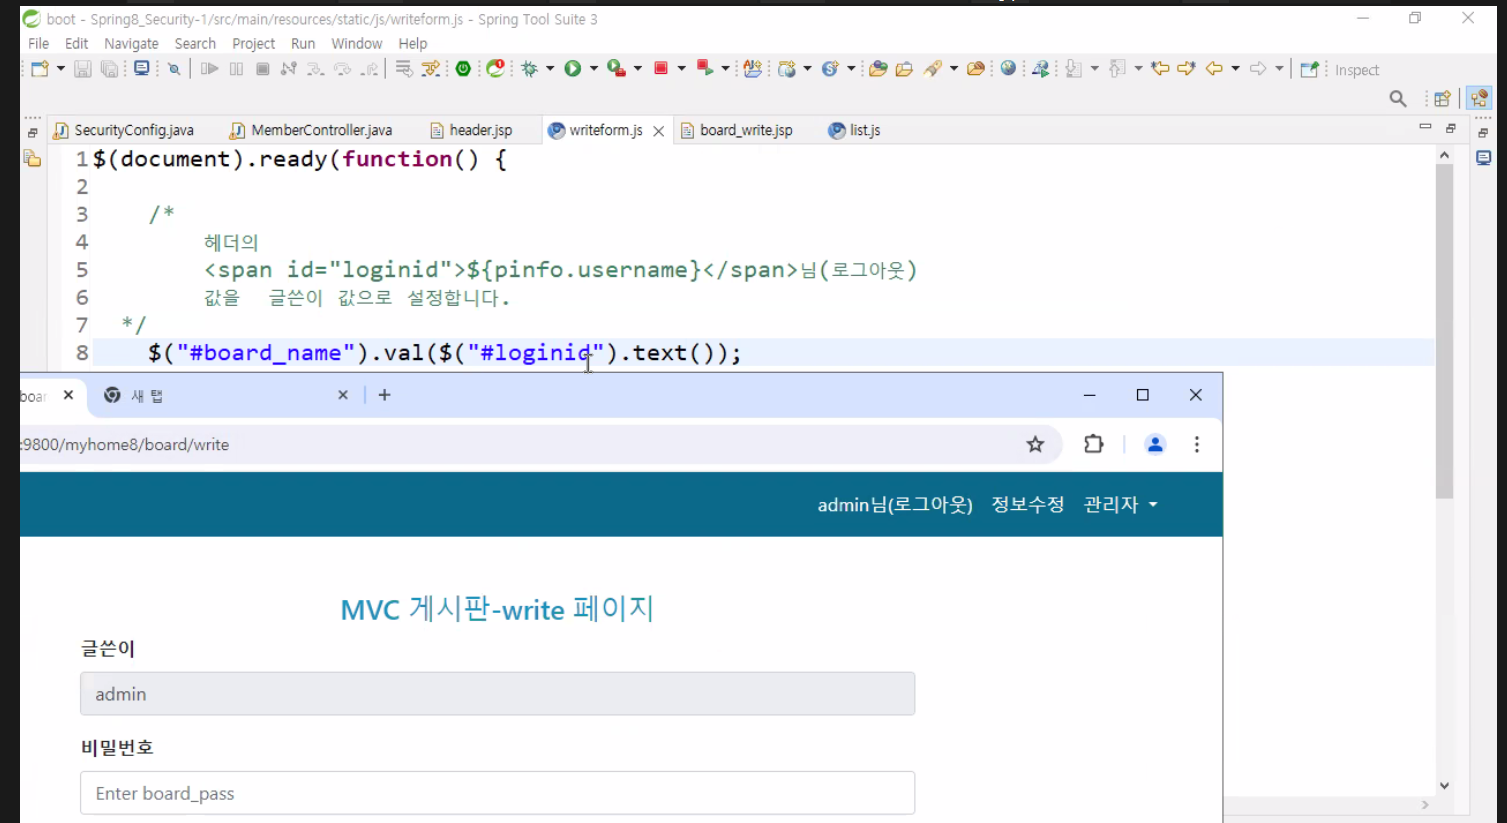 boot - Spring8_Security-1/src/main/resources/static/js/writeform.js - Spring Tool Suite 3
File Edit Navigate Search Project Run Window Help
Inspect
SecurityConfig.java MemberController.java header.jsp writeform.js board_write.jsp list.js
1 $(document).ready(function() {
2
3 /*
4 헤더의
5 <span id="loginid">${pinfo.username}</span>님(로그아웃)
6 값을 글쓴이 값으로 설정합니다.
7 */
8 $("#board_name").val($("#loginid").text());
새 탭
:9800/myhome8/board/write
admin님(로그아웃) 정보수정 관리자
MVC 게시판-write 페이지
글쓴이
admin
비밀번호
Enter board_pass